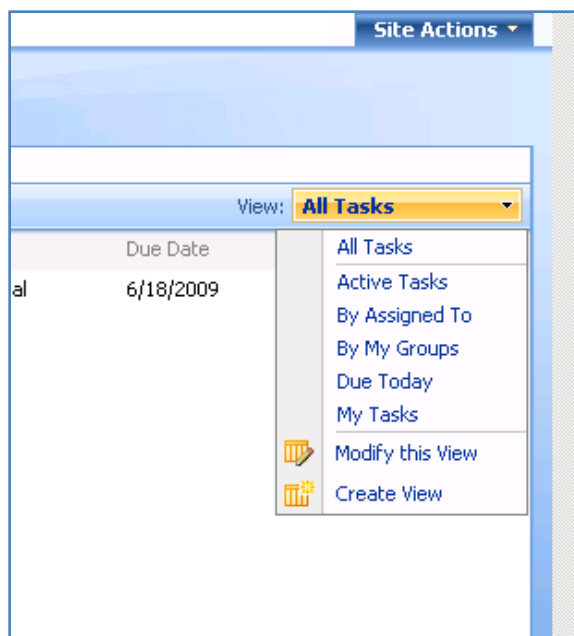 Site Actions
View: All Tasks
Due Date
al 6/18/2009
All Tasks
Active Tasks
By Assigned To
By My Groups
Due Today
My Tasks
Modify this View
Create View